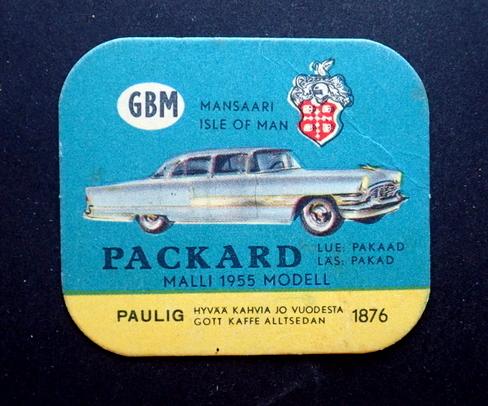 GBM
MANSAARI
ISLE OF MAN
PACKARD
LUE: PAKAAD
LÄS: PAKAD
MALLI 1955 MODELL
PAULIG
HYVÄÄ KAHVIA JO VUODESTA
GOTT KAFFE ALLTSEDAN
1876